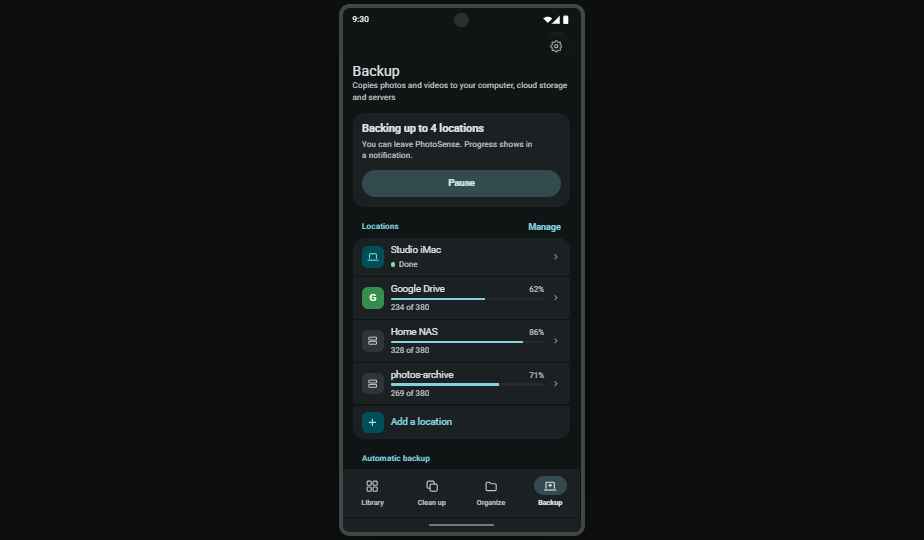 9:30
Backup
Copies photos and videos to your computer, cloud storage
and servers
Backing up to 4 locations
You can leave PhotoSense. Progress shows in
a notification.
Pause
Locations Manage
Studio iMac
Done
G
Google Drive 62%
234 of 380
Home NAS 86%
328 of 380
photos-archive 71%
269 of 380
Add a location
Automatic backup
Library Clean up Organize Backup